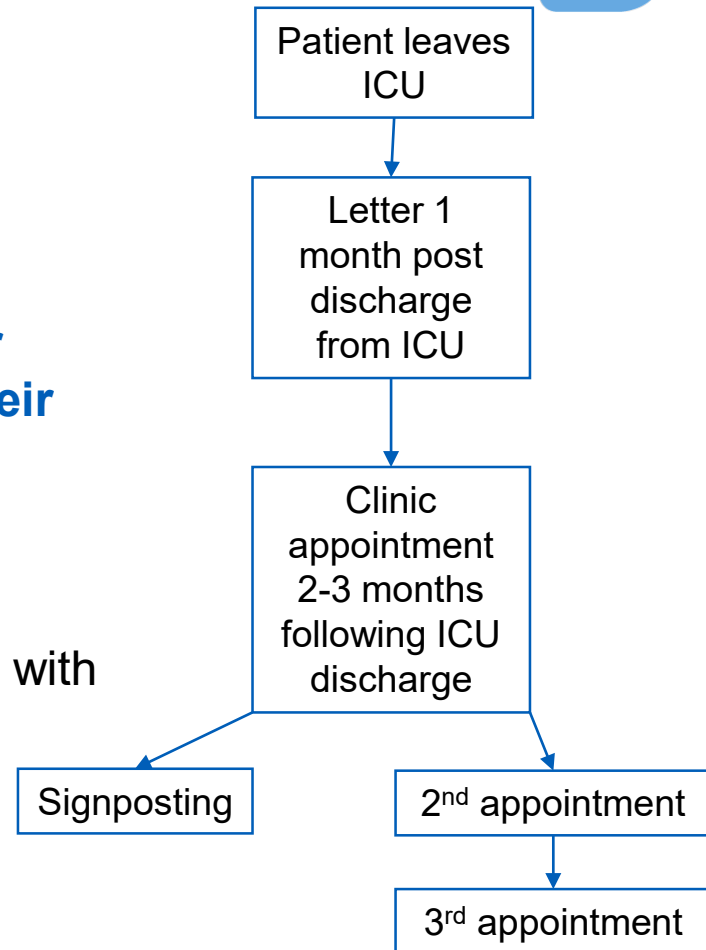 Patient leaves
ICU
Letter 1
month post
discharge
from ICU
eir
Clinic
appointment
2-3 months
following ICU
discharge
with
Signposting
2nd appointment
3rd appointment